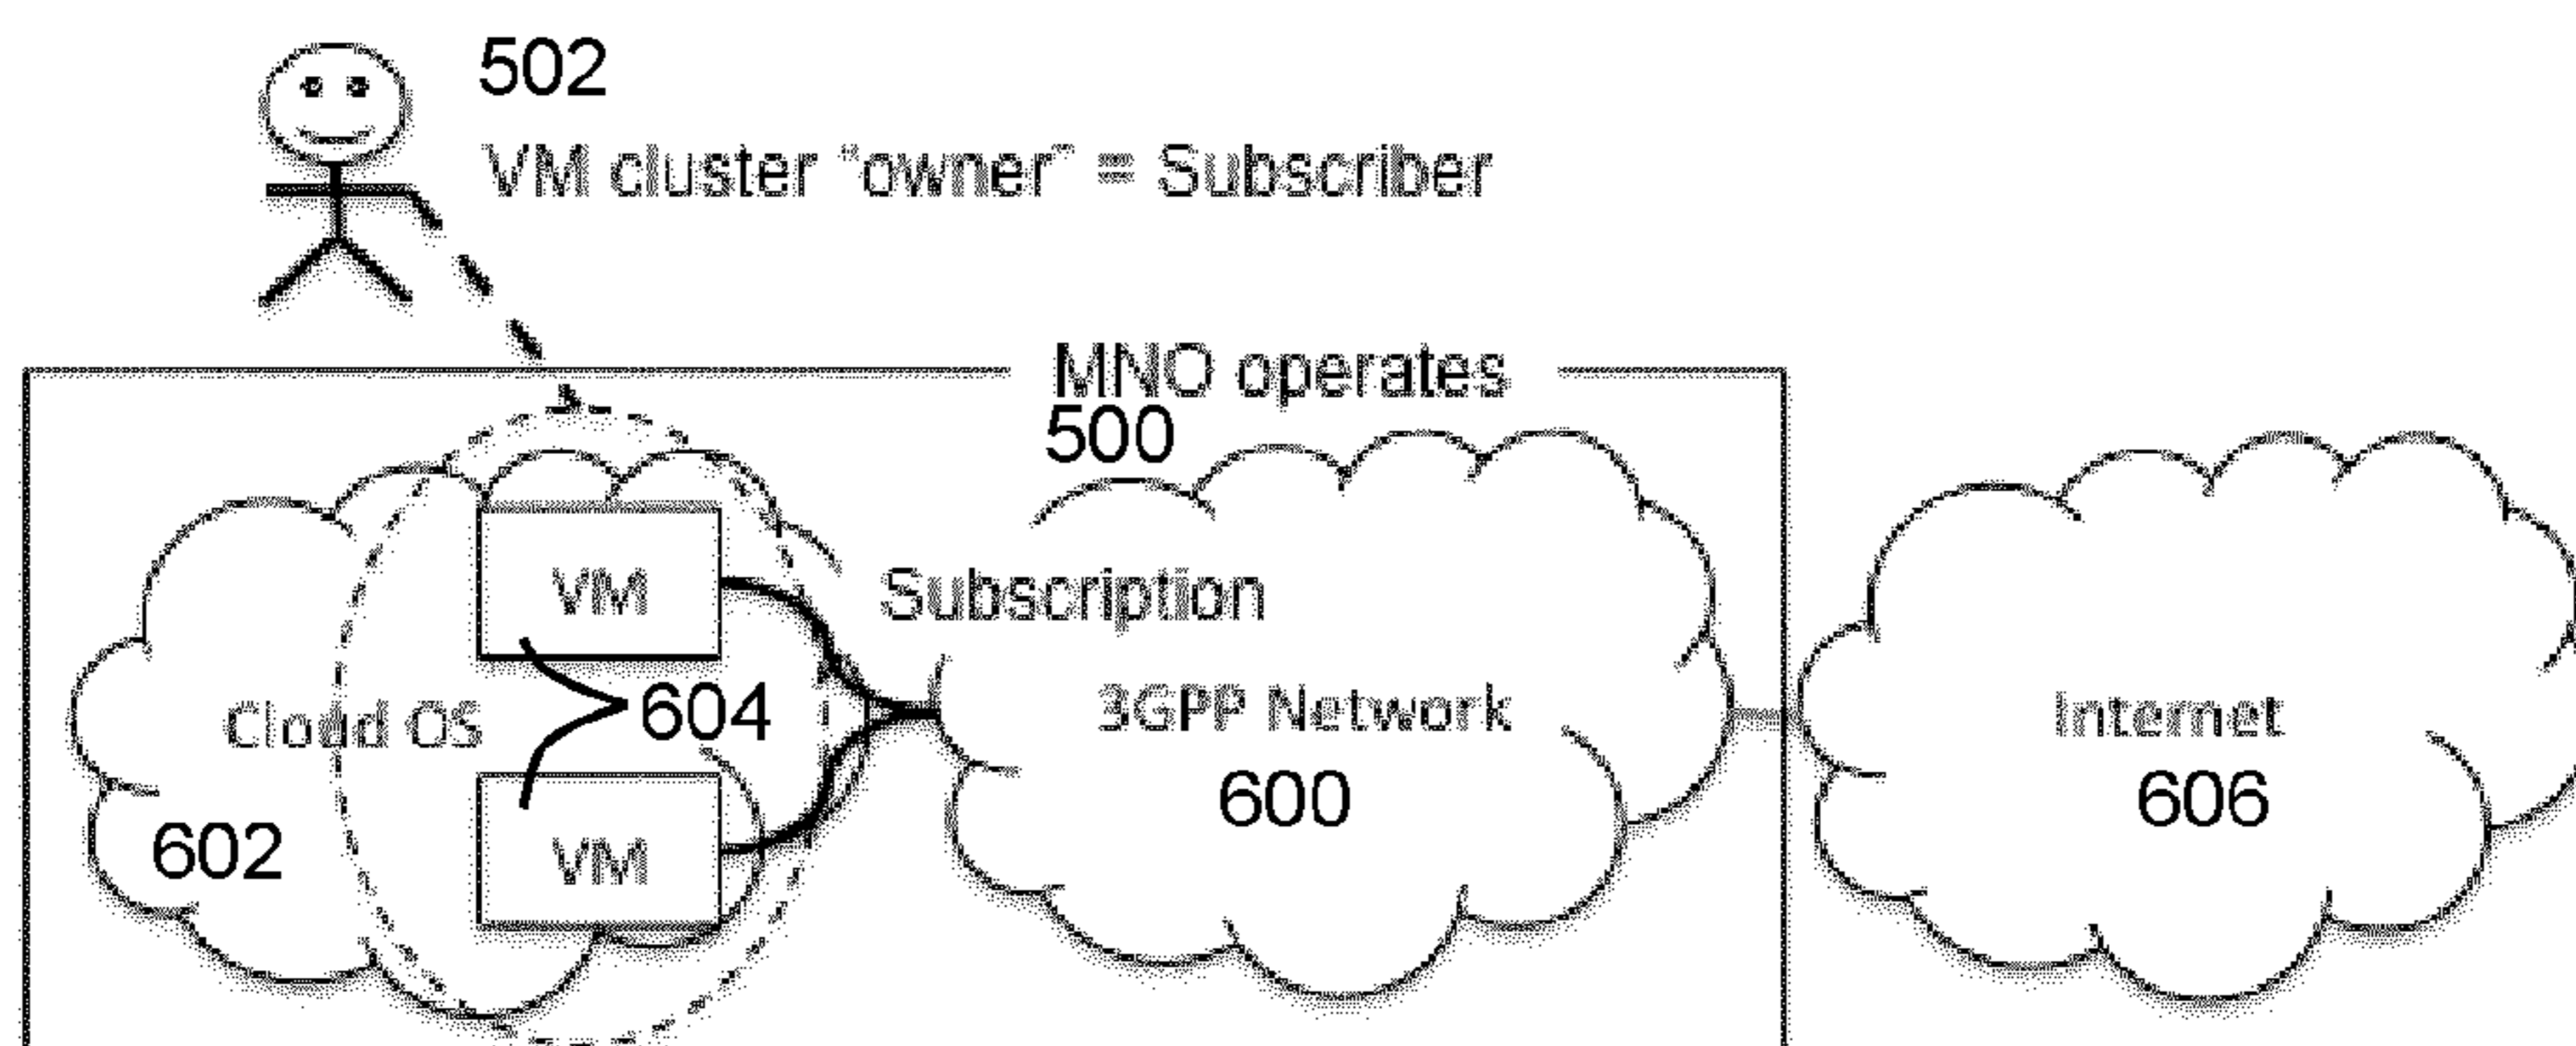 502
VM cluster "owner" = Subscriber
MNO operates
500
VM
Subscription
Cloud OS
604
3GPP Network
Internet
602
VM
600
606